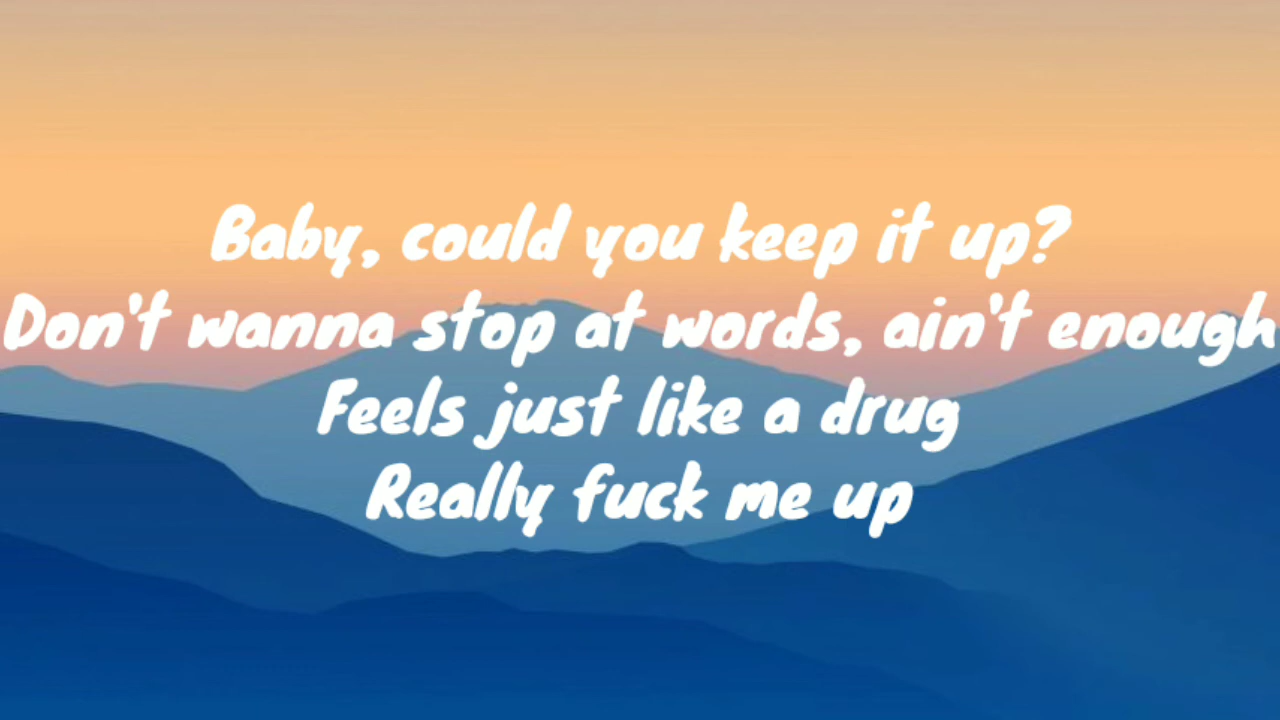 Baby, could you keep it up?
Don't wanna stop at words, ain't enough
Feels just like a drug
Really fuck me up